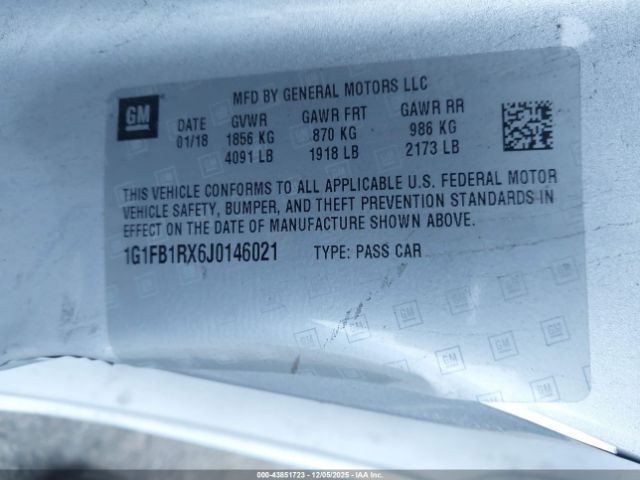 GM
MFD BY GENERAL MOTORS LLC
DATE GVWR GAWR FRT GAWR RR
01/18 1856 KG 870 KG 986 KG
4091 LB 1918 LB 2173 LB
THIS VEHICLE CONFORMS TO ALL APPLICABLE U.S. FEDERAL MOTOR
VEHICLE SAFETY, BUMPER, AND THEFT PREVENTION STANDARDS IN
EFFECT ON THE DATE OF MANUFACTURE SHOWN ABOVE.
1G1FB1RX6J0146021 TYPE: PASS CAR
000-43851723 - 12/05/2025 - IAA.com